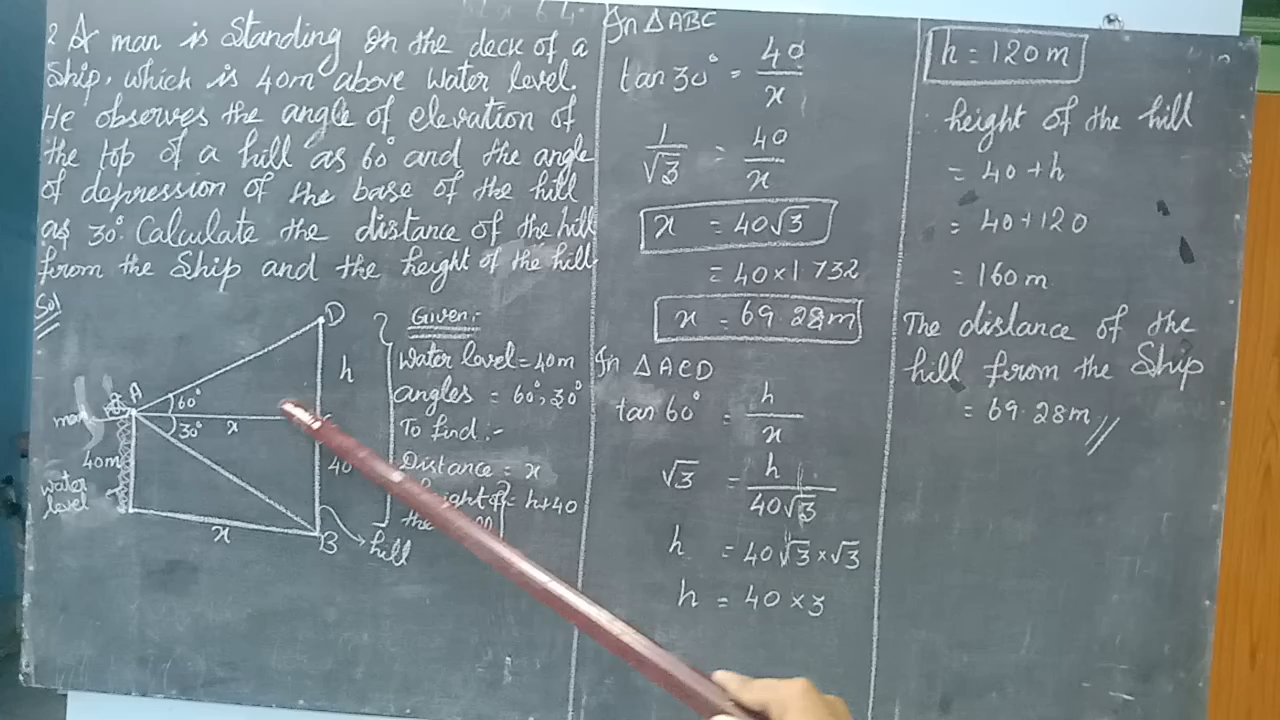 2 A man is standing on the deck of a
ship, which is 40m above water level.
He observes the angle of elevation of
the top of a hill as 60° and the angle
of depression of the base of the hill
as 30°. Calculate the distance of the hill
from the ship and the height of the hill.
Sol
D
h
A
60°
man
x
30°
40m
40
water
level
x
B
hill
Given:-
Water level = 40m
angles = 60°, 30°
To find:-
Distance = x
= h+40
the
In △ABC
tan 30° = 40/x
1/√3 = 40/x
x = 40√3
= 40×1.732
x = 69.28m
In △ACD
tan 60° = h/x
√3 = h/40√3
h = 40√3×√3
h = 40×3
h = 120m
height of the hill
= 40+h
= 40+120
= 160m
The distance of the
hill from the ship
= 69.28m //